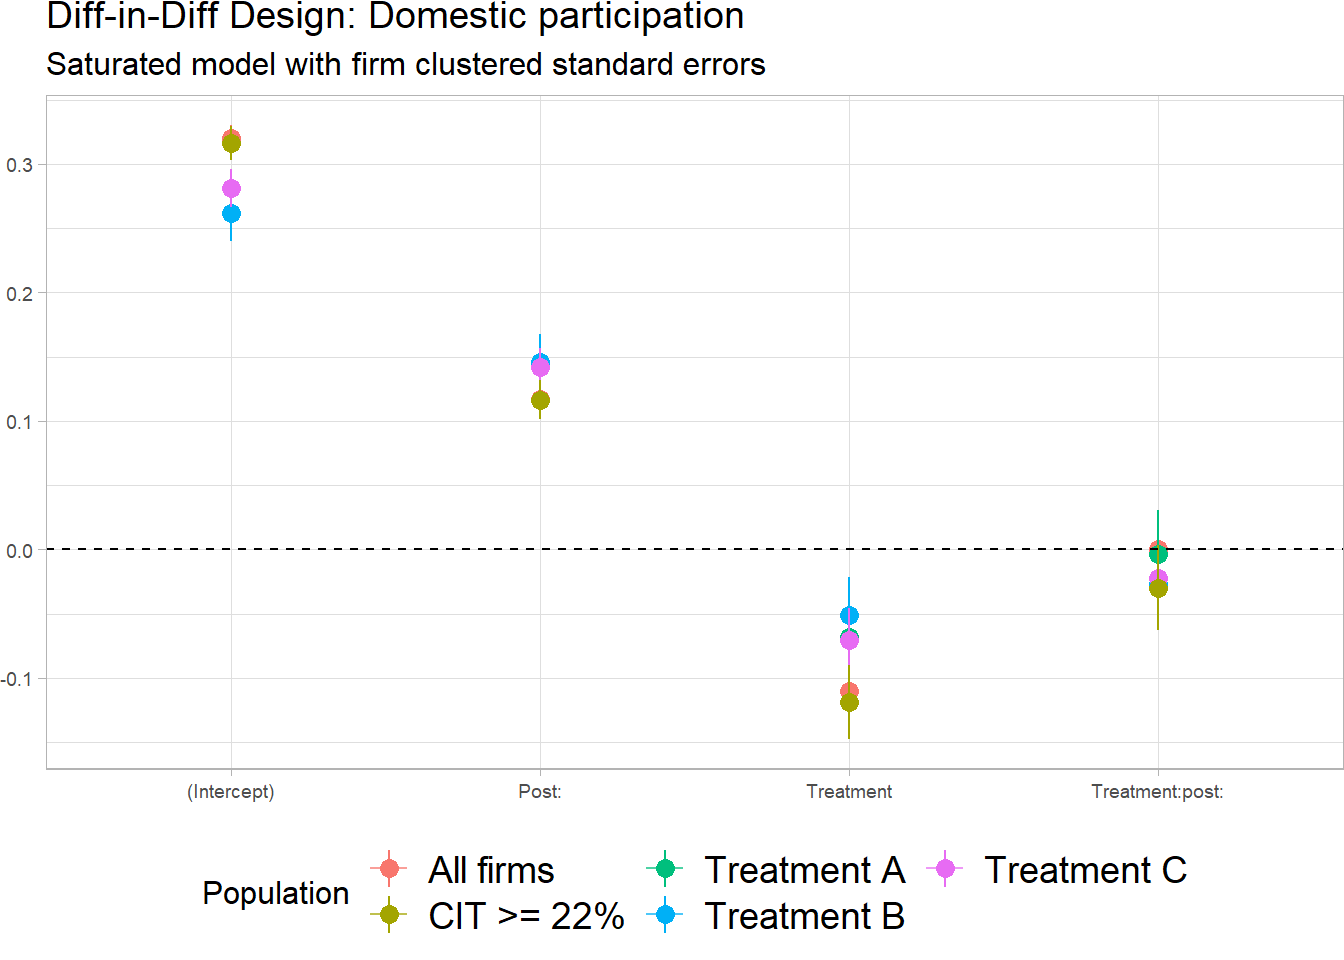 Diff-in-Diff Design: Domestic participation
Saturated model with firm clustered standard errors
0.3
0.2
0.1
0.0
-0.1
(Intercept) Post: Treatment Treatment:post:
Population
All firms Treatment A Treatment C
CIT >= 22% Treatment B